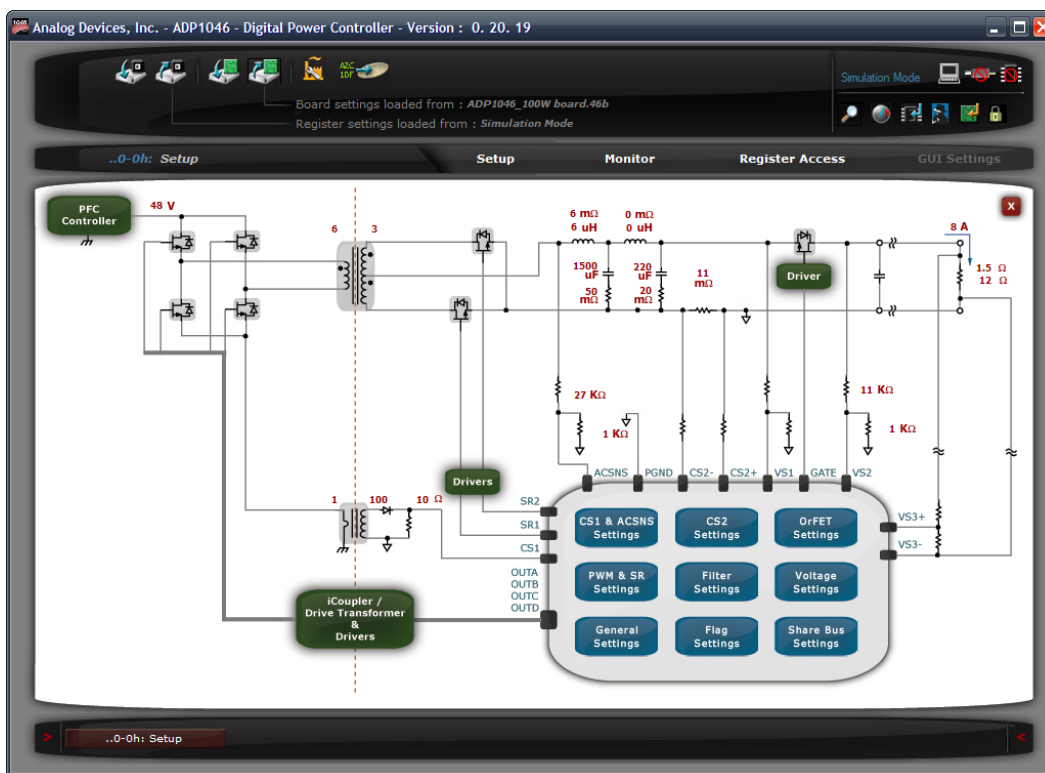 Analog Devices, Inc. - ADP1046 - Digital Power Controller - Version : 0. 20. 19
A2C
1DF
Simulation Mode
Board settings loaded from : ADP1046_100W board.46b
Register settings loaded from : Simulation Mode
..0-0h: Setup
Setup
Monitor
Register Access
GUI Settings
PFC
Controller
48 V
6
3
6 mΩ
6 uH
0 mΩ
0 uH
1500
uF
50
mΩ
220
uF
20
mΩ
11
mΩ
Driver
x
8 A
1.5 Ω
12 Ω
27 KΩ
1 KΩ
11 KΩ
1 KΩ
ACSNS
PGND
CS2-
CS2+
VS1
GATE
VS2
Drivers
1
100
10 Ω
SR2
SR1
CS1
OUTA
OUTB
OUTC
OUTD
VS3+
VS3-
CS1 & ACSNS
Settings
CS2
Settings
OrFET
Settings
PWM & SR
Settings
Filter
Settings
Voltage
Settings
General
Settings
Flag
Settings
Share Bus
Settings
iCoupler /
Drive Transformer
&
Drivers
>
..0-0h: Setup
<